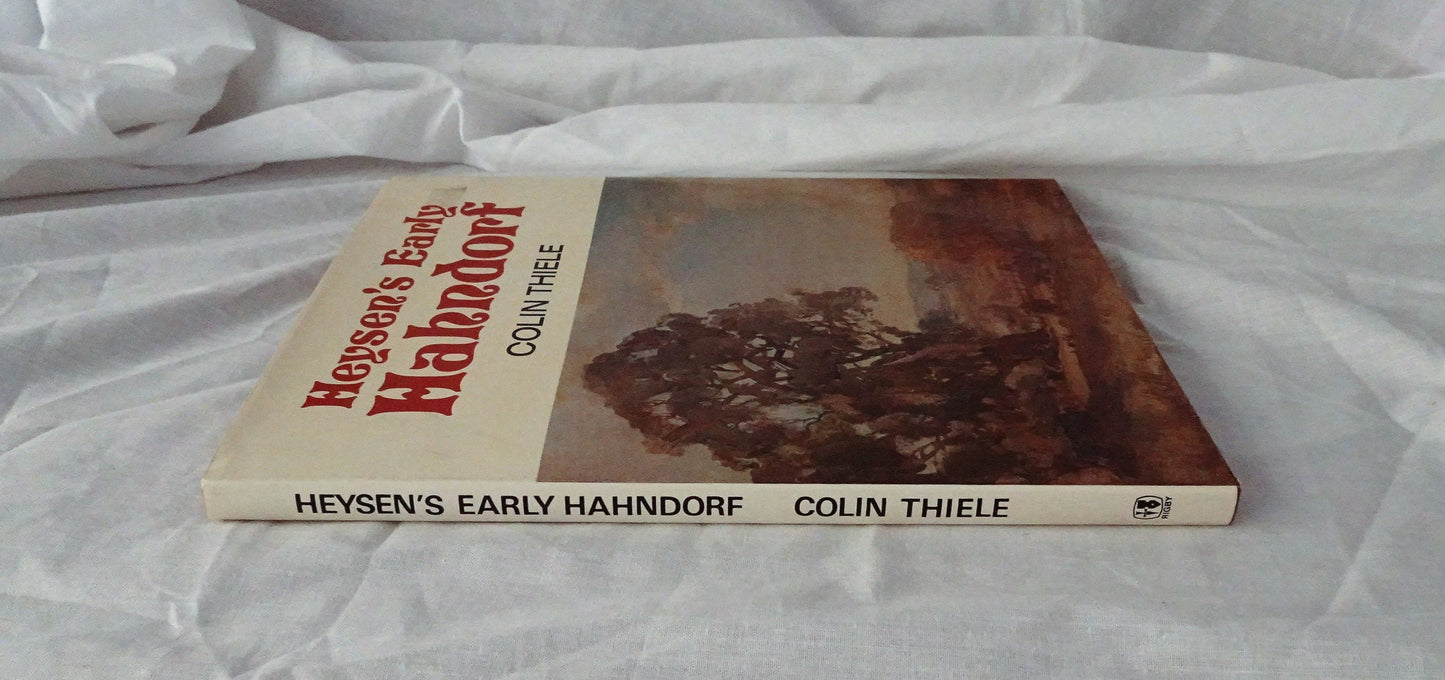 Heysen's Early
Hahndorf
COLIN THIELE
HEYSEN'S EARLY HAHNDORF COLIN THIELE
RIGBY